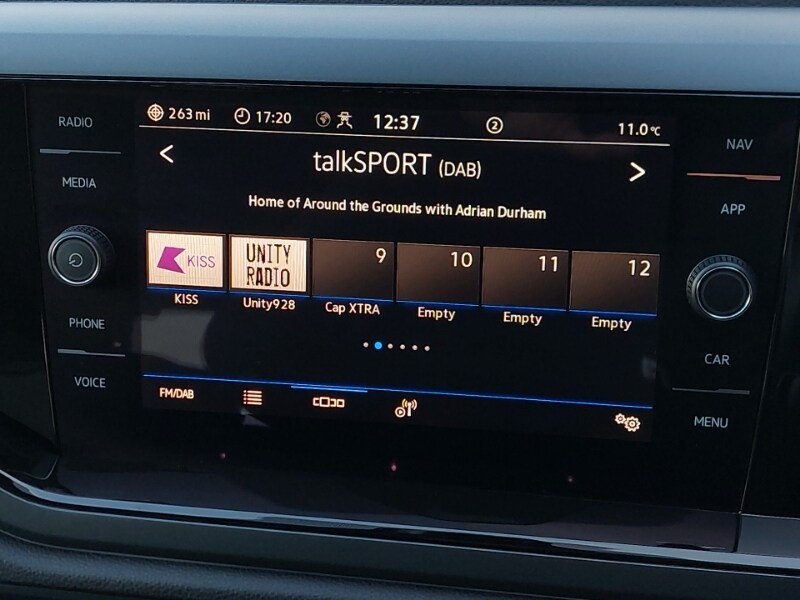 RADIO
MEDIA
PHONE
VOICE
263 mi 17:20 12:37 2 11.0°C
< talkSPORT (DAB) >
Home of Around the Grounds with Adrian Durham
KISS UNITY RADIO 9 10 11 12
KISS Unity928 Cap XTRA Empty Empty Empty
FM/DAB
NAV
APP
CAR
MENU